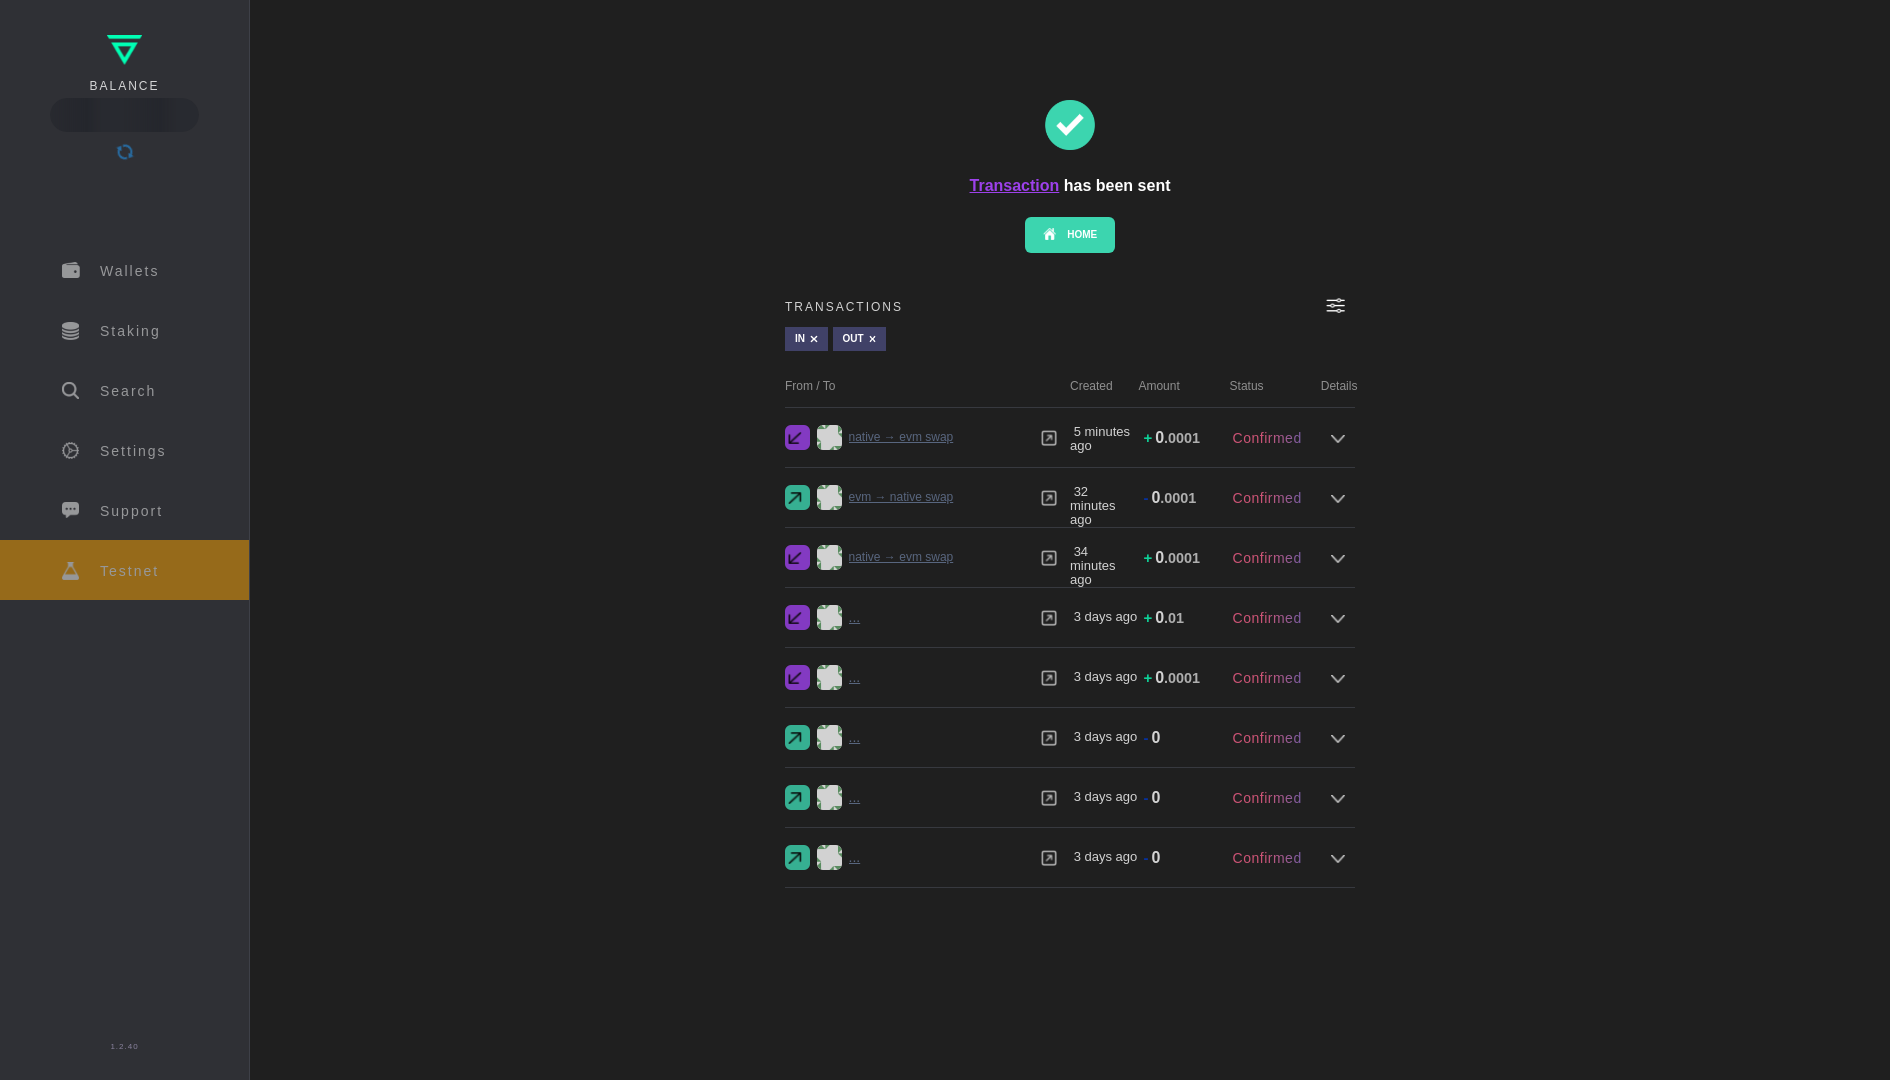 BALANCE
Wallets
Staking
Search
Settings
Support
Testnet
1.2.40
Transaction has been sent
HOME
TRANSACTIONS
IN × OUT ×
From / To Created Amount Status Details
native → evm swap 5 minutes ago + 0.0001 Confirmed
evm → native swap 32 minutes ago - 0.0001 Confirmed
native → evm swap 34 minutes ago + 0.0001 Confirmed
... 3 days ago + 0.01 Confirmed
... 3 days ago + 0.0001 Confirmed
... 3 days ago - 0 Confirmed
... 3 days ago - 0 Confirmed
... 3 days ago - 0 Confirmed